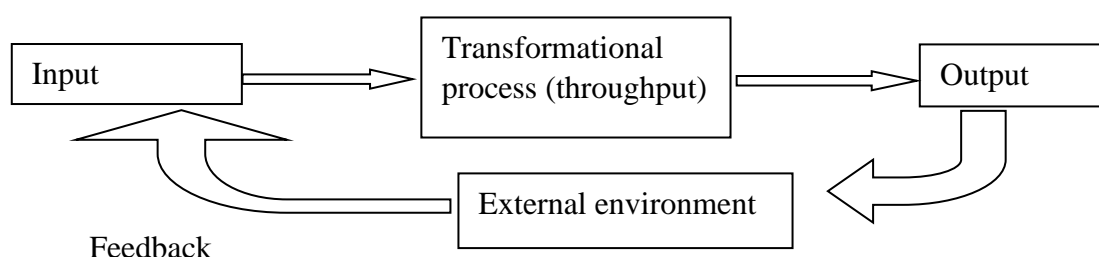 Input
Transformational
process (throughput)
Output
External environment
Feedback